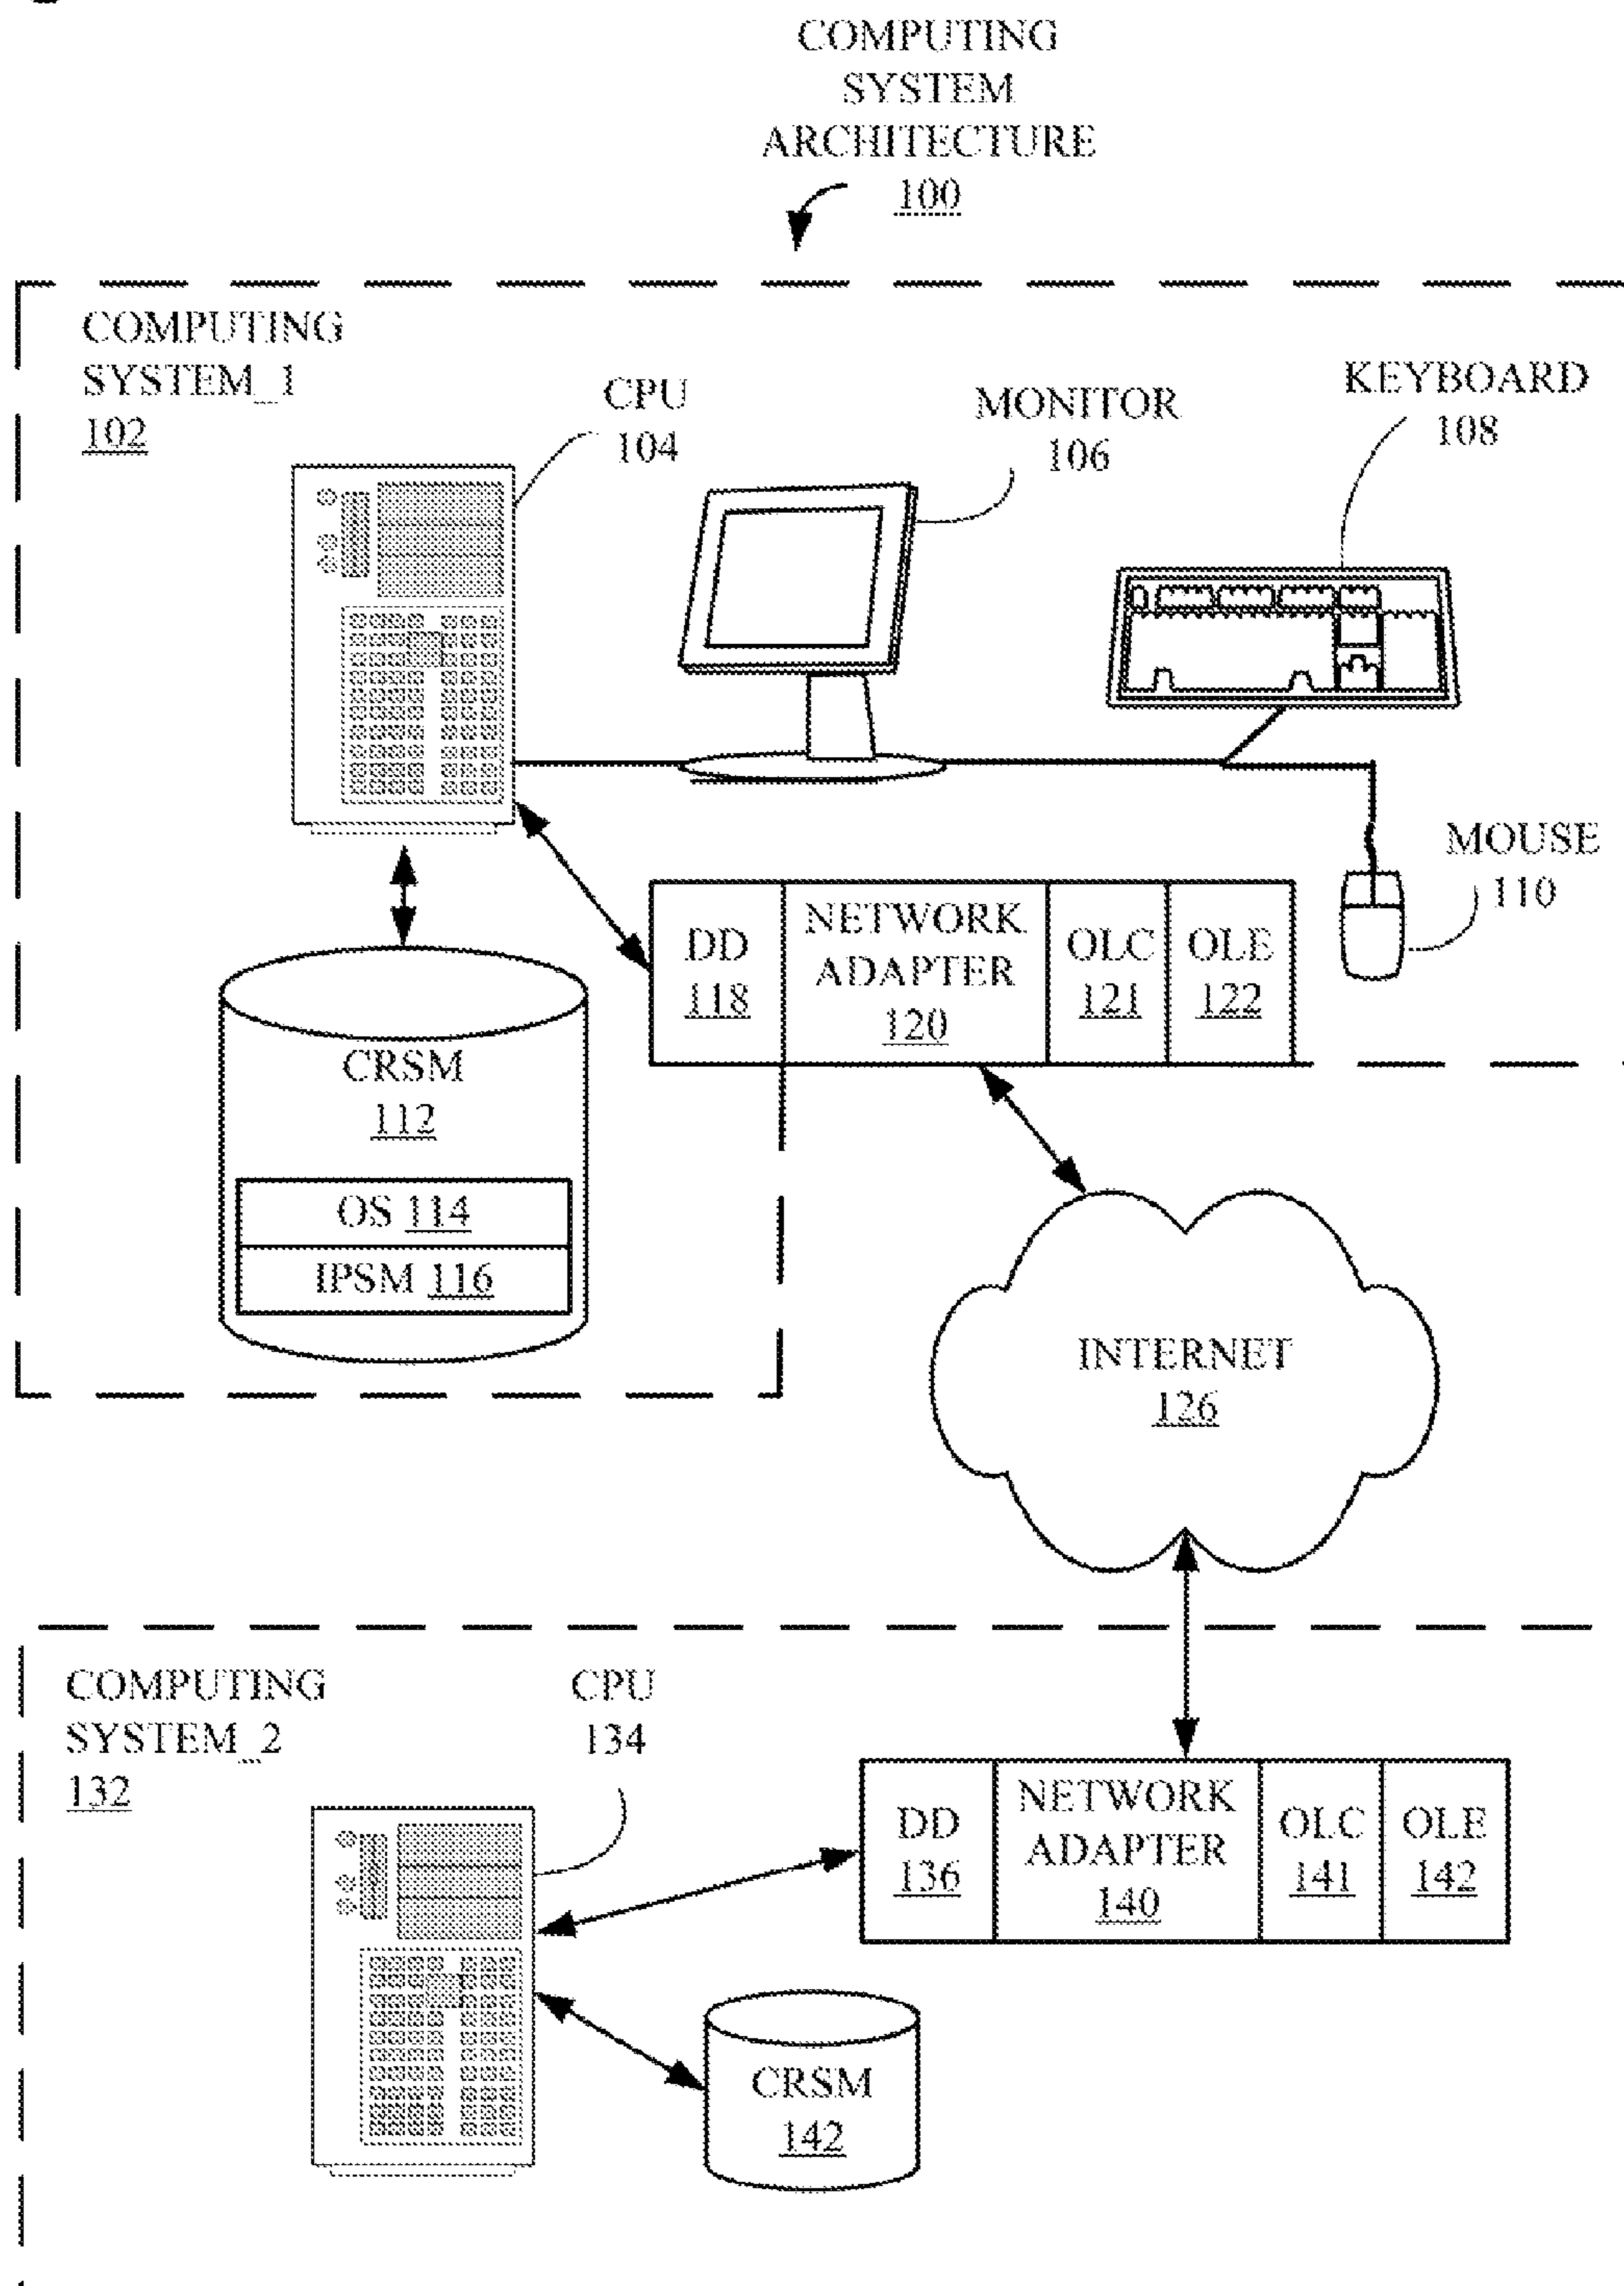 COMPUTING
SYSTEM
ARCHITECTURE
100
COMPUTING
SYSTEM_1
102
CPU
104
MONITOR
106
KEYBOARD
108
MOUSE
110
DD
118
NETWORK
ADAPTER
120
OLC
121
OLE
122
CRSM
112
OS 114
IPSM 116
INTERNET
126
COMPUTING
SYSTEM_2
132
CPU
134
DD
136
NETWORK
ADAPTER
140
OLC
141
OLE
142
CRSM
142